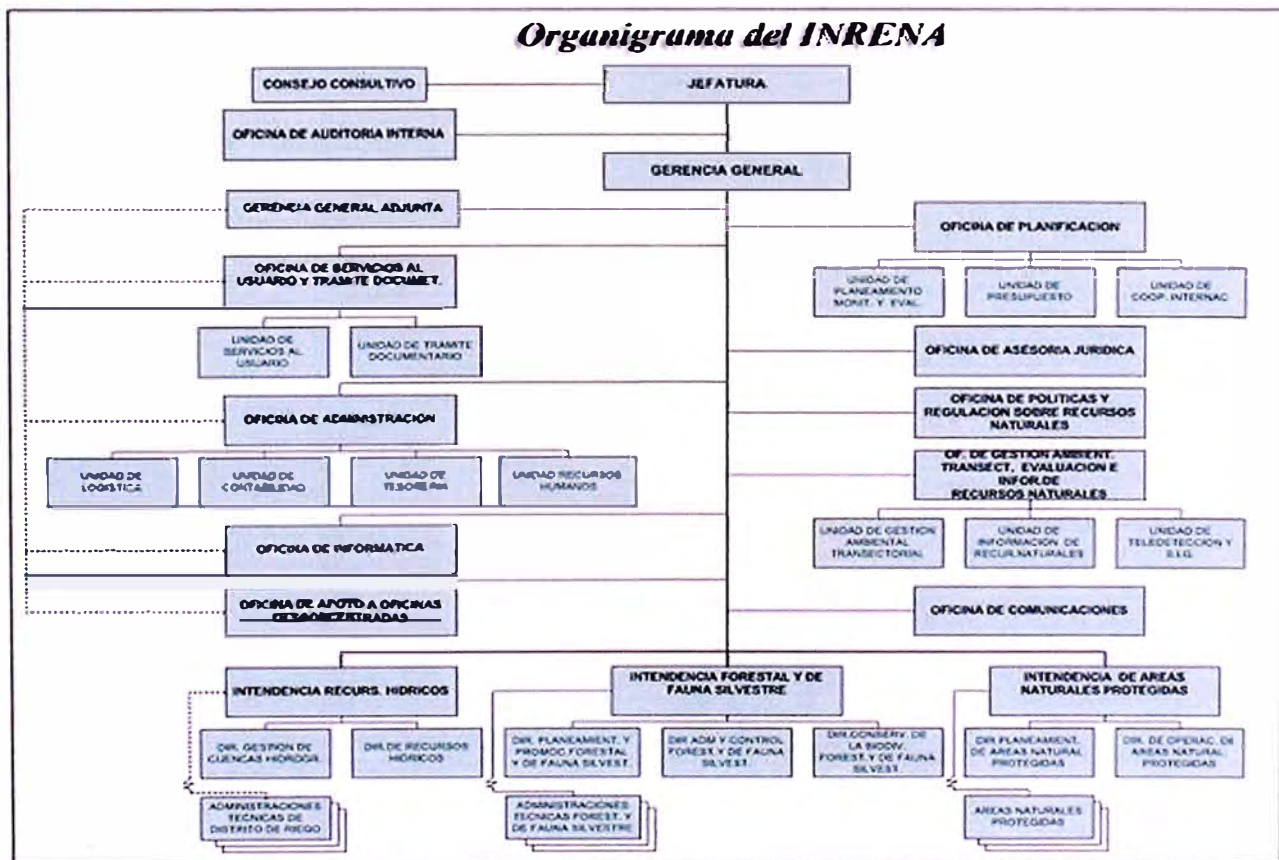 Organigrama del INRENA
CONSEJO CONSULTIVO
JEFATURA
OFICINA DE AUDITORIA INTERNA
GERENCIA GENERAL
GERENCIA GENERAL ADJUNTA
OFICINA DE PLANIFICACION
OFICINA DE SERVICIOS AL
USUARIO Y TRAMITE DOCUMET.
UNIDAD DE
PLANEAMIENTO
MONIT. Y. EVAL.
UNIDAD DE
PRESUPUESTO
UNIDAD DE
COOP. INTERNAC
UNIDAD DE
SERVICIOS AL
USUARIO
UNIDAD DE TRAMITE
DOCUMENTARIO
OFICINA DE ASESORIA JURIDICA
OFICINA DE ADMINISTRACION
OFICINA DE POLITICAS Y
REGULACION SOBRE RECURSOS
NATURALES
UNIDAD DE
LOGISTICA
UNIDAD DE
CONTABILIDAD
UNIDAD DE
TESORERIA
UNIDAD RECURSOS
HUMANOS
OF. DE GESTION AMBIENT.
TRANSECT, EVALUACION E
INFOR.DE
RECURSOS NATURALES
OFICINA DE INFORMATICA
UNIDAD DE GESTION
AMBIENTAL
TRANSECTORIAL
UNIDAD DE
INFORMACION DE
RECUR.NATURALES
UNIDAD DE
TELEDETECCION Y
S.I.G.
OFICINA DE APOYO A OFICINAS
DESCONCENTRADAS
OFICINA DE COMUNICACIONES
INTENDENCIA RECURS. HIDRICOS
INTENDENCIA FORESTAL Y DE
FAUNA SILVESTRE
INTENDENCIA DE AREAS
NATURALES PROTEGIDAS
DIR. GESTION DE
CUENCAS HIDROGR.
DIR.DE RECURSOS
HIDRICOS
DIR. PLANEAMIENT. Y
PROMOC.FORESTAL
Y DE FAUNA SILVEST.
DIR ADM Y CONTROL
FOREST.Y DE FAUNA
SILVEST.
DIR.CONSERV. DE
LA BIODIV.
FOREST.Y DE FAUNA
SILVEST.
DIR PLANEAMIENT.
DE AREAS NATURAL
PROTEGIDAS
DIR. DE OPERAC. DE
AREAS NATURAL.
PROTEGIDAS
ADMINISTRACIONES
TECNICAS DE
DISTRITO DE RIEGO
ADMINISTRACIONES
TECNICAS FOREST. Y
DE FAUNA SILVESTRE
AREAS NATURALES
PROTEGIDAS